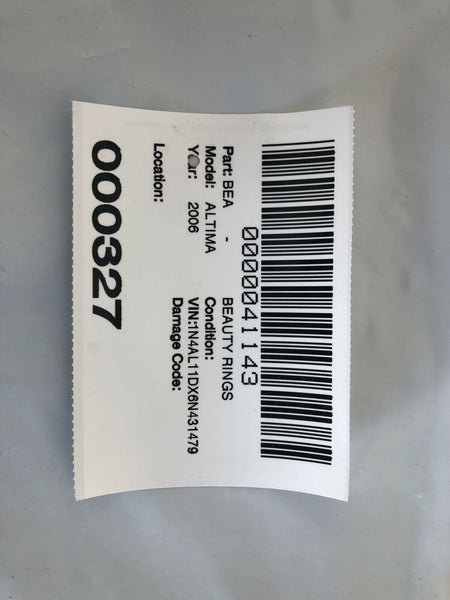 0000041143
Part: BEA - BEAUTY RINGS
Model: ALTIMA Condition:
Year: 2006 VIN:1N4AL11DX6N431479
Damage Code:
Location:
000327